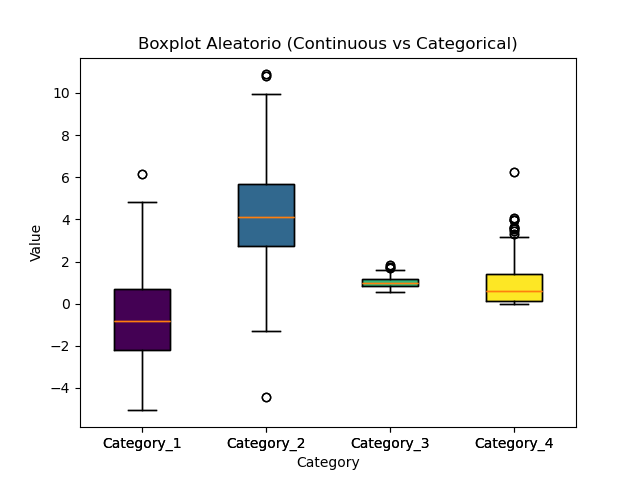 Boxplot Aleatorio (Continuous vs Categorical)
10
8
6
4
2
0
−2
−4
Value
Category_1 Category_2 Category_3 Category_4
Category